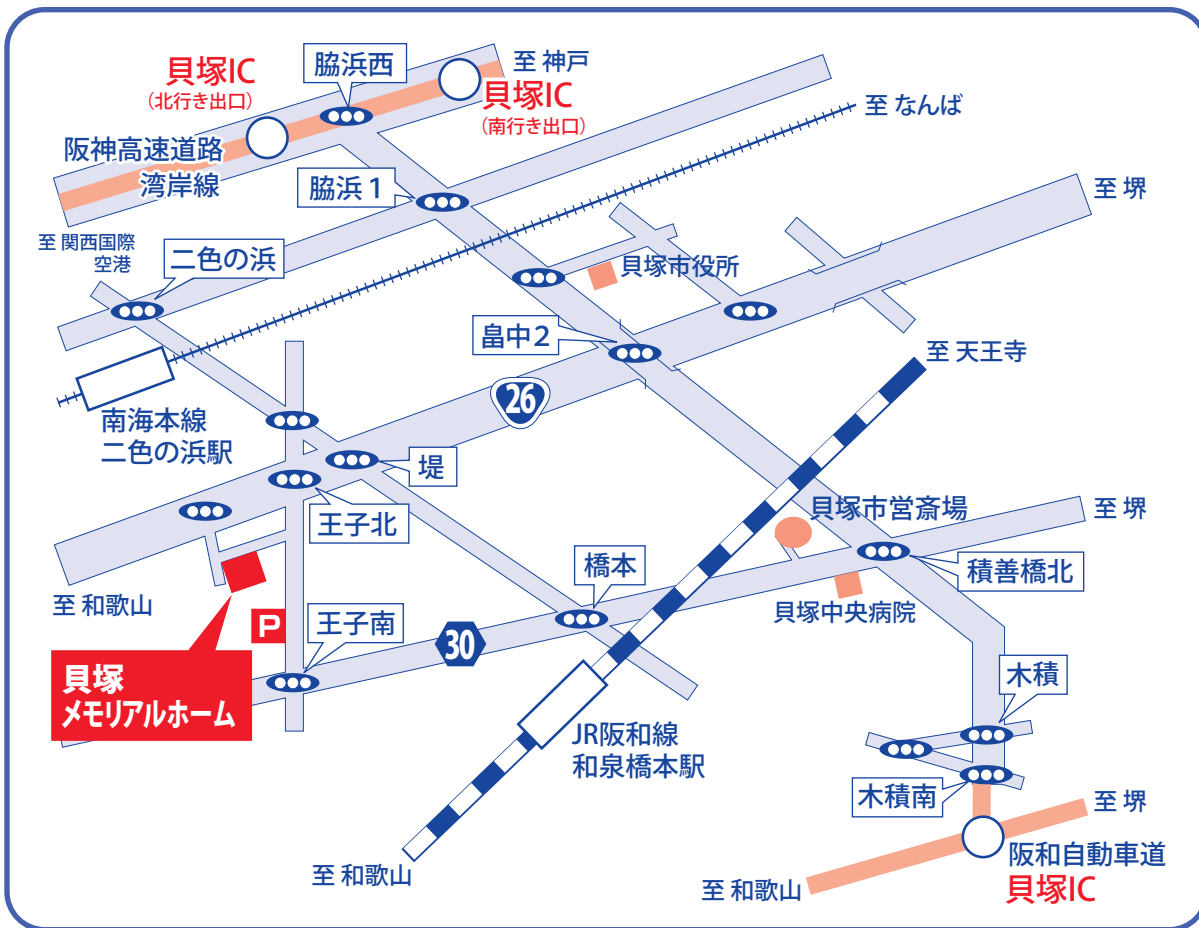 貝塚IC
(北行き出口)
脇浜西
至 神戸
貝塚IC
(南行き出口)
至 なんば
阪神高速道路
湾岸線
脇浜1
至 堺
至 関西国際
空港
二色の浜
貝塚市役所
畠中2
至 天王寺
26
南海本線
二色の浜駅
堤
王子北
貝塚市営斎場
至 堺
積善橋北
橋本
至 和歌山
貝塚中央病院
P
王子南
30
貝塚
メモリアルホーム
木積
JR阪和線
和泉橋本駅
木積南
至 堺
阪和自動車道
貝塚IC
至 和歌山
至 和歌山